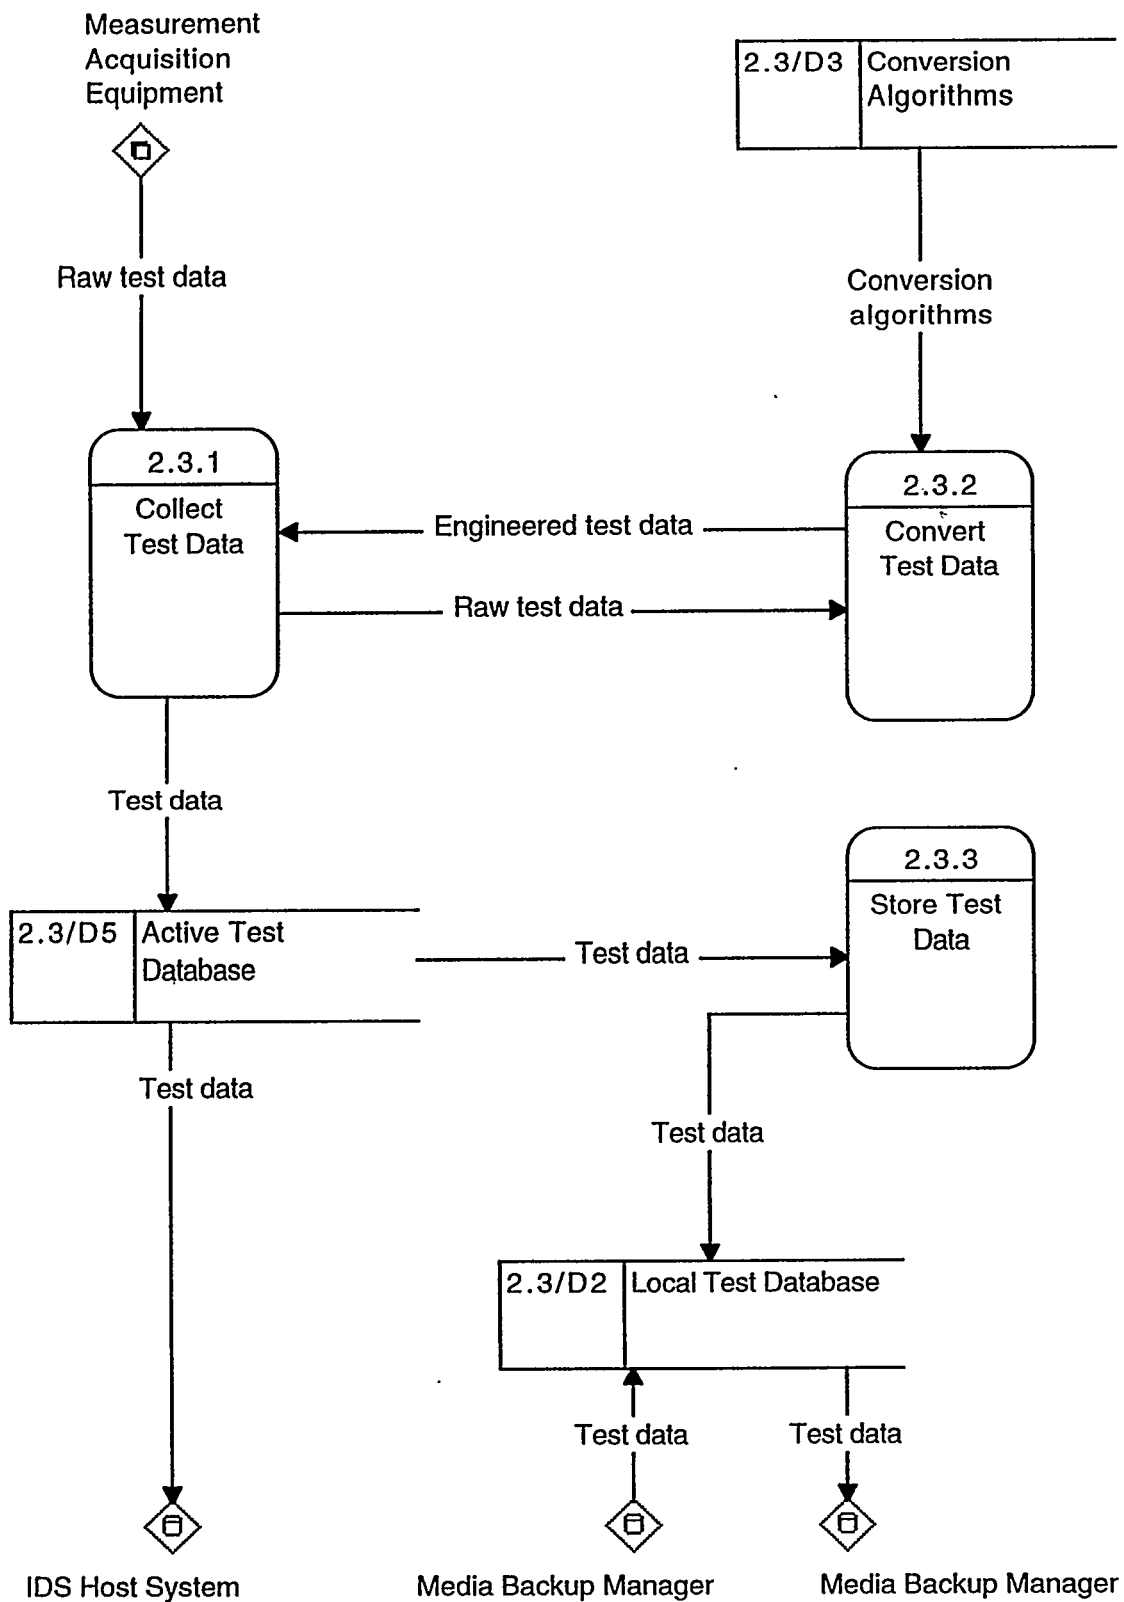 Measurement
Acquisition
Equipment
2.3/D3
Conversion
Algorithms
Raw test data
Conversion
algorithms
2.3.1
Collect
Test Data
2.3.2
Convert
Test Data
Engineered test data
Raw test data
Test data
2.3/D5
Active Test
Database
Test data
2.3.3
Store Test
Data
Test data
Test data
2.3/D2
Local Test Database
Test data
Test data
IDS Host System
Media Backup Manager
Media Backup Manager